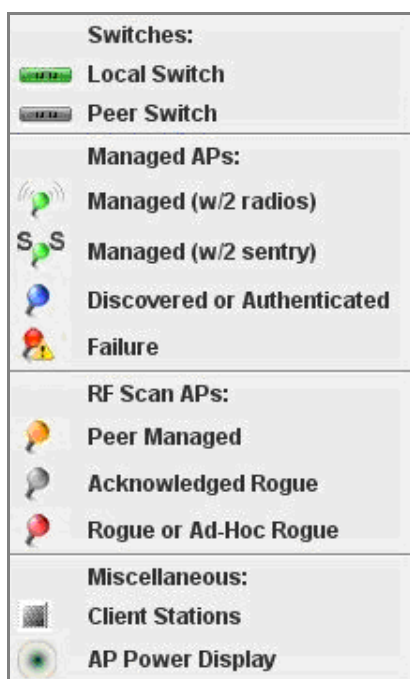 Switches:
Local Switch
Peer Switch
Managed APs:
Managed (w/2 radios)
S S Managed (w/2 sentry)
Discovered or Authenticated
Failure
RF Scan APs:
Peer Managed
Acknowledged Rogue
Rogue or Ad-Hoc Rogue
Miscellaneous:
Client Stations
AP Power Display